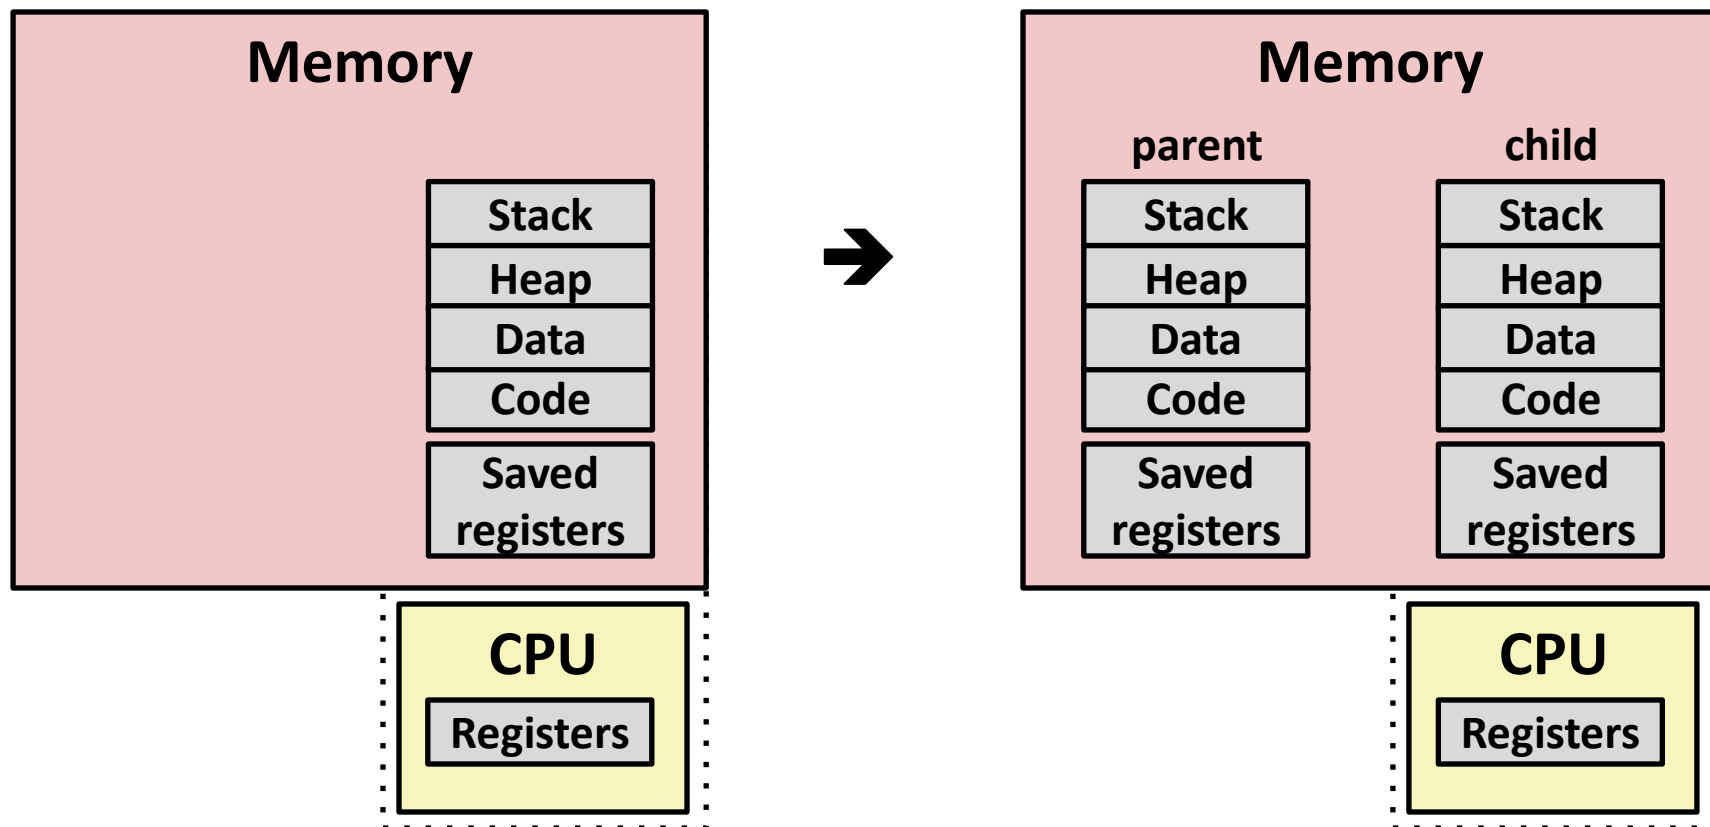 Memory
Stack
Heap
Data
Code
Saved
registers
CPU
Registers
Memory
parent
child
Stack
Heap
Data
Code
Saved
registers
Stack
Heap
Data
Code
Saved
registers
CPU
Registers